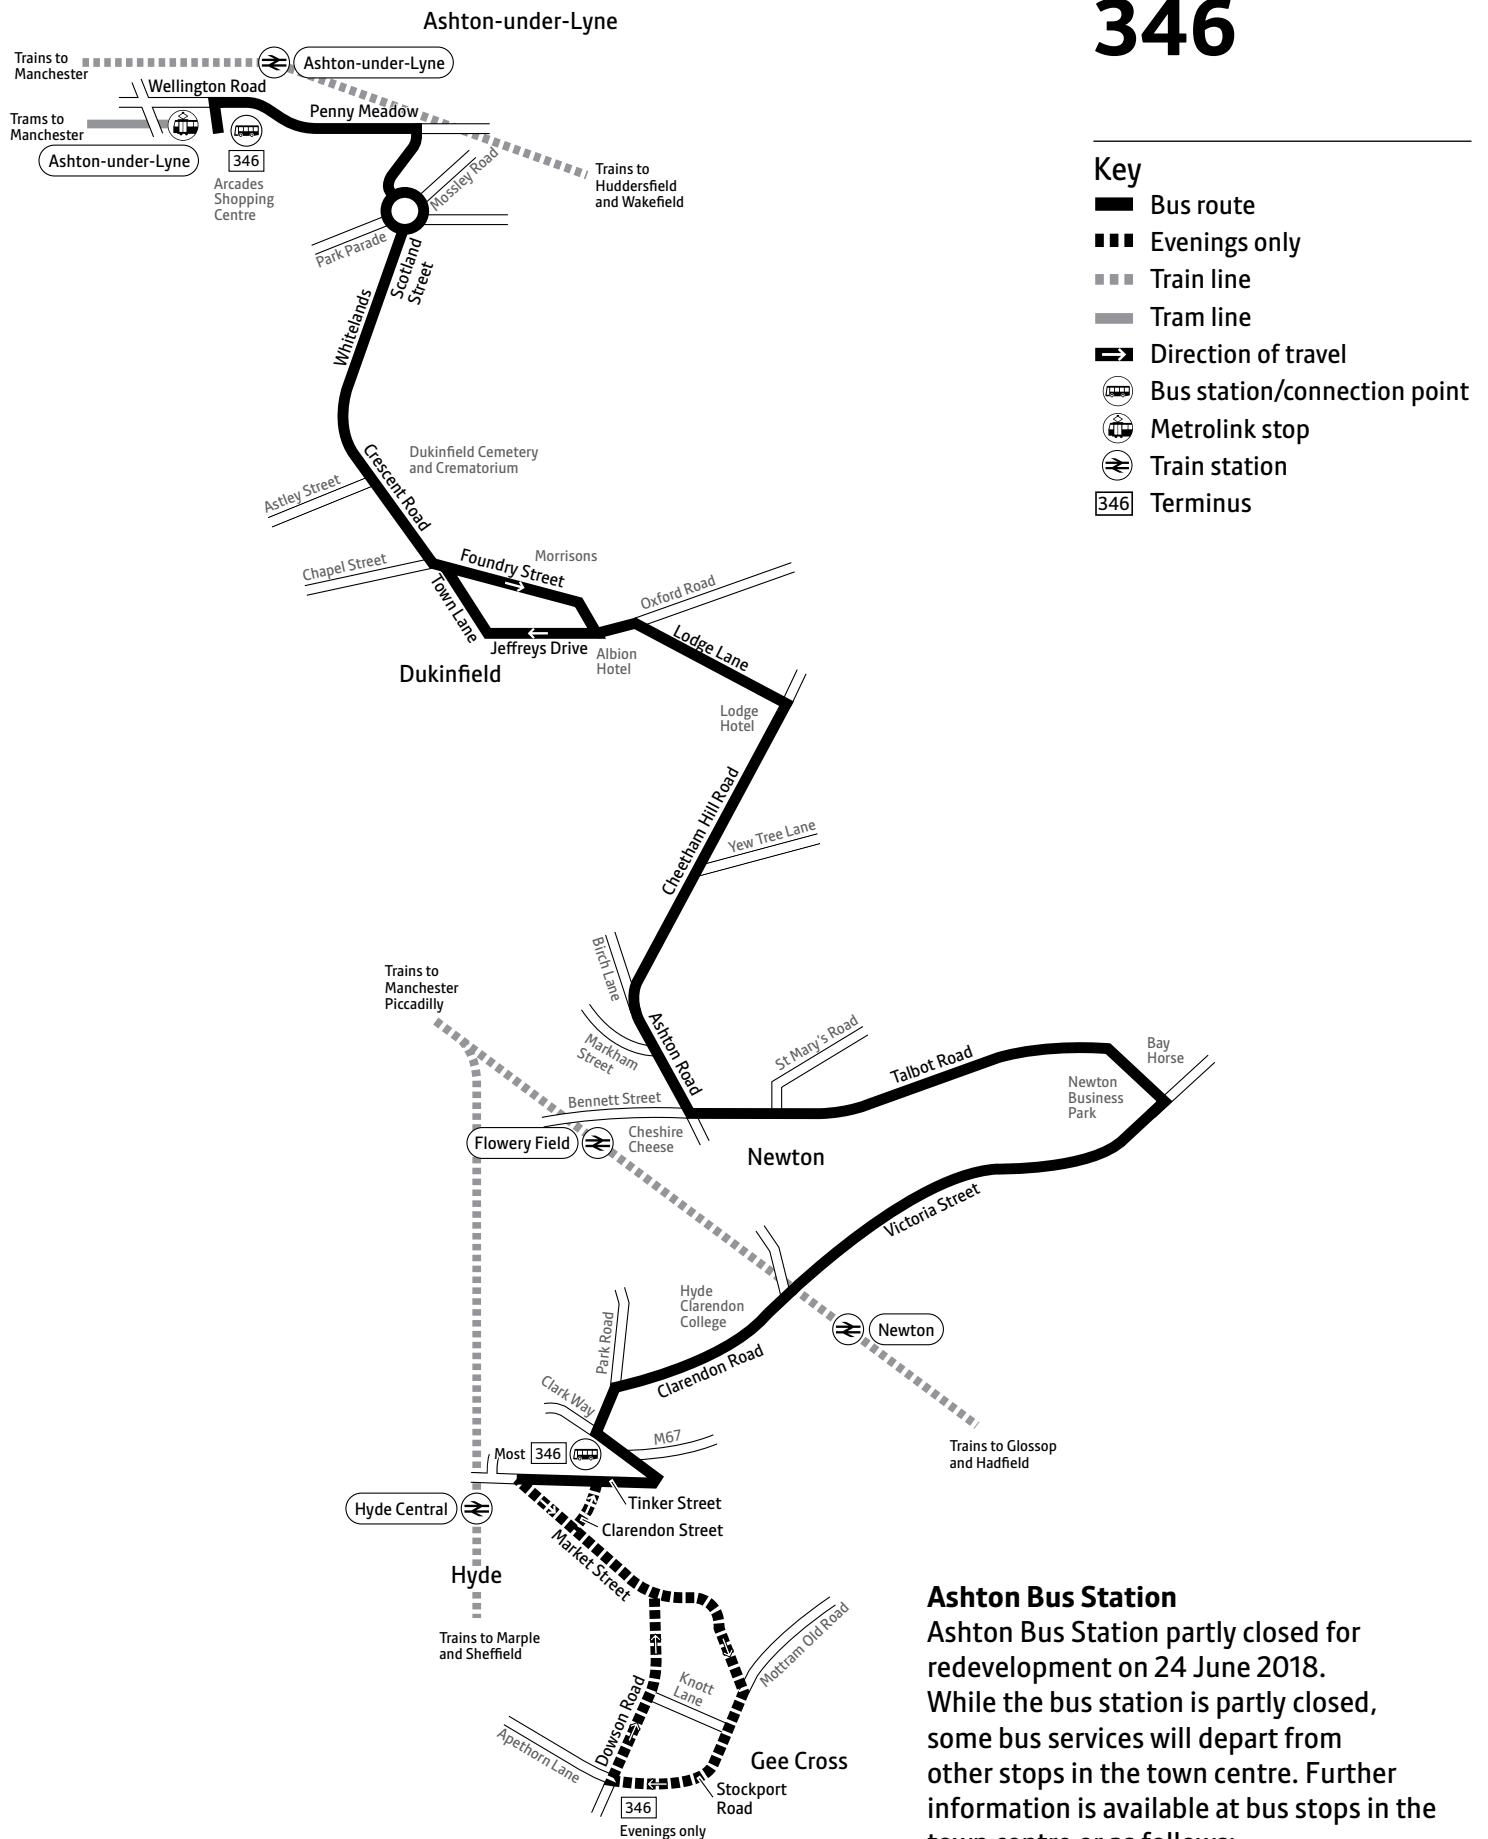 Ashton-under-Lyne
346
Trains to
Manchester
Ashton-under-Lyne
Wellington Road
Penny Meadow
Trams to
Manchester
Ashton-under-Lyne
346
Arcades
Shopping
Centre
Mossley Road
Trains to
Huddersfield
and Wakefield
Park Parade
Scotland
Street
Whitelands
Key
Bus route
Evenings only
Train line
Tram line
Direction of travel
Bus station/connection point
Metrolink stop
Train station
346 Terminus
Crescent Road
Dukinfield Cemetery
and Crematorium
Astley Street
Chapel Street
Foundry Street
Morrisons
Town Lane
Oxford Road
Jeffreys Drive
Albion
Hotel
Lodge Lane
Dukinfield
Lodge
Hotel
Cheetham Hill Road
Yew Tree Lane
Birch Lane
Trains to
Manchester
Piccadilly
Markham
Street
Ashton Road
St Mary's Road
Talbot Road
Bay
Horse
Newton
Business
Park
Bennett Street
Flowery Field
Cheshire
Cheese
Newton
Victoria Street
Hyde
Clarendon
College
Newton
Park Road
Clarendon Road
Clark Way
M67
Most 346
Trains to Glossop
and Hadfield
Hyde Central
Tinker Street
Clarendon Street
Market Street
Hyde
Trains to Marple
and Sheffield
Mottram Old Road
Knott
Lane
Dowson Road
Apethorn Lane
Gee Cross
Stockport
Road
346
Evenings only
Ashton Bus Station
Ashton Bus Station partly closed for
redevelopment on 24 June 2018.
While the bus station is partly closed,
some bus services will depart from
other stops in the town centre. Further
information is available at bus stops in the
town centre or as follows: